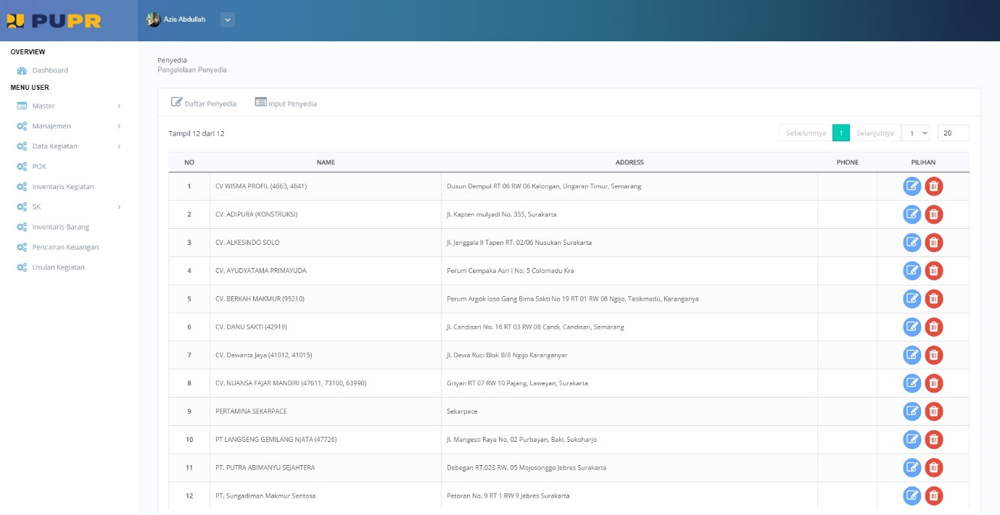 PUPR
Azis Abdullah
OVERVIEW
Dashboard
MENU USER
Master
Manajemen
Data Kegiatan
POK
Inventaris Kegiatan
SK
Inventaris Barang
Pencairan Keuangan
Usulan Kegiatan
Penyedia
Pengelolaan Penyedia
Daftar Penyedia Input Penyedia
Tampil 12 dari 12 Sebelumnya 1 Selanjutnya 1 20
NO NAME ADDRESS PHONE PILIHAN
1 CV WISMA PROFIL (4663, 4641) Dusun Dempul RT 06 RW 06 Kalongan, Ungaran Timur, Semarang
2 CV. ADIPURA (KONSTRUKSI) Jl. Kapten mulyadi No. 355, Surakarta
3 CV. ALKESINDO SOLO Jl. Jenggala II Tapen RT. 02/06 Nusukan Surakarta
4 CV. AYUDYATAMA PRIMAYUDA Perum Cempaka Asri I No. 5 Colomadu Kra
5 CV. BERKAH MAKMUR (95210) Perum Argok loso Gang Bima Sakti No 19 RT 01 RW 06 Ngijo, Tasikmadu, Karanganya
6 CV. DANU SAKTI (42919) Jl. Candisari No. 16 RT 03 RW 08 Candi, Candisari, Semarang
7 CV. Dewanta Jaya (41012, 41015) Jl. Dewa Ruci Blok B/8 Ngijo Karanganyar
8 CV. NUANSA FAJAR MANDIRI (47611, 73100, 63990) Griyan RT 07 RW 10 Pajang, Laweyan, Surakarta
9 PERTAMINA SEKARPACE Sekarpace
10 PT LANGGENG GEMILANG NJATA (47726) Jl. Mangesti Raya No, 02 Purbayan, Baki, Sukoharjo
11 PT. PUTRA ABIMANYU SEJAHTERA Debegan RT.023 RW. 05 Mojosonggo Jebres Surakarta
12 PT. Sungadiman Makmur Sentosa Petoran No. 9 RT 1 RW 9 Jebres Surakarta